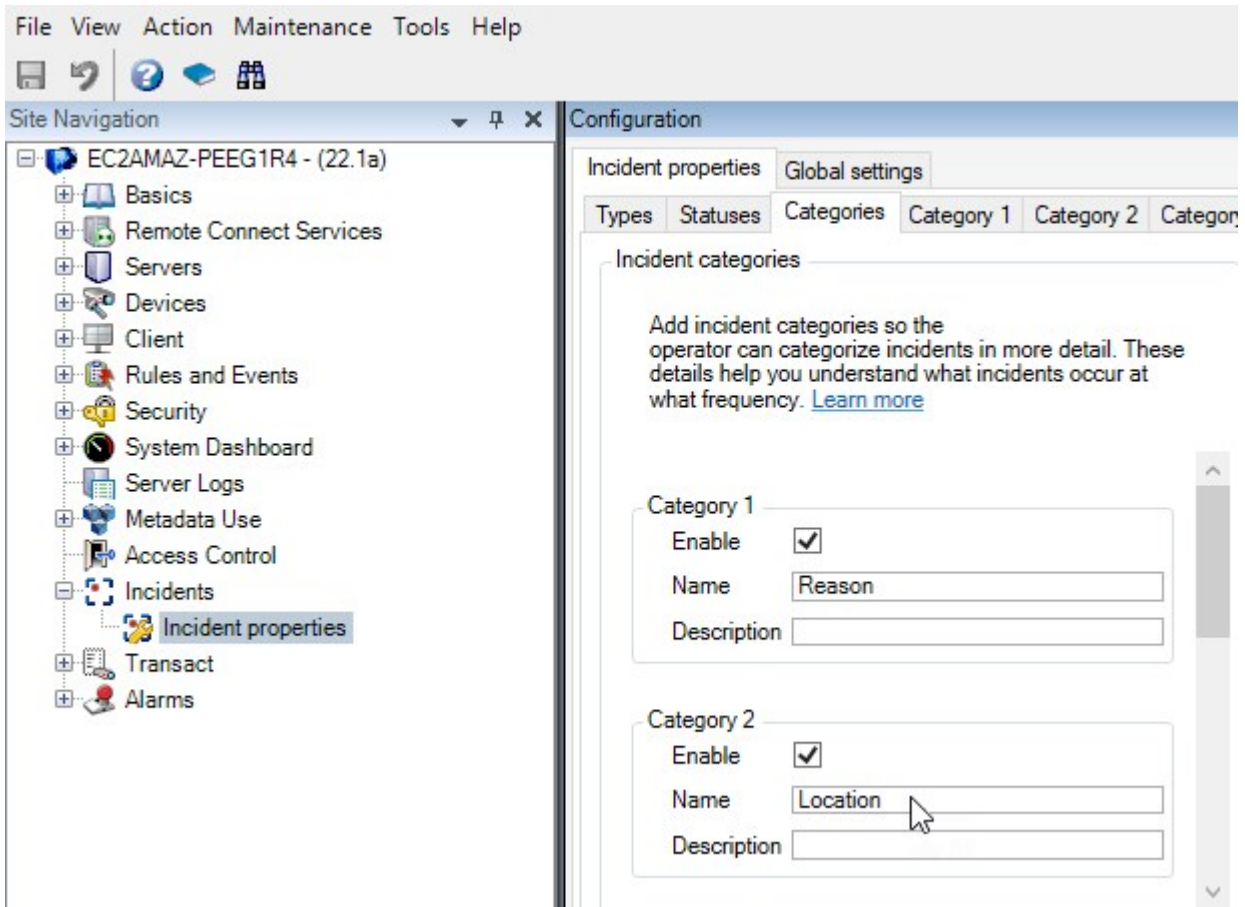 File View Action Maintenance Tools Help
Site Navigation
EC2AMAZ-PEEG1R4 - (22.1a)
Basics
Remote Connect Services
Servers
Devices
Client
Rules and Events
Security
System Dashboard
Server Logs
Metadata Use
Access Control
Incidents
Incident properties
Transact
Alarms
Configuration
Incident properties Global settings
Types Statuses Categories Category 1 Category 2 Category
Incident categories
Add incident categories so the
operator can categorize incidents in more detail. These
details help you understand what incidents occur at
what frequency. Learn more
Category 1
Enable
Name Reason
Description
Category 2
Enable
Name Location
Description